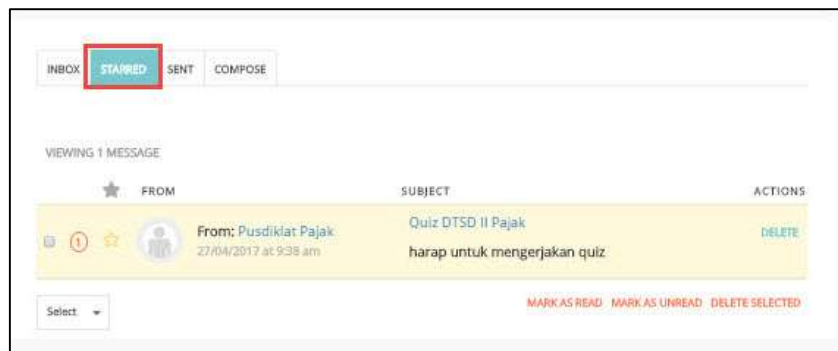 INBOX STARRED SENT COMPOSE
VIEWING 1 MESSAGE
FROM SUBJECT ACTIONS
1 From: Pusdiklat Pajak Quiz DTSD II Pajak DELETE
27/04/2017 at 9:38 am harap untuk mengerjakan quiz
Select MARK AS READ MARK AS UNREAD DELETE SELECTED